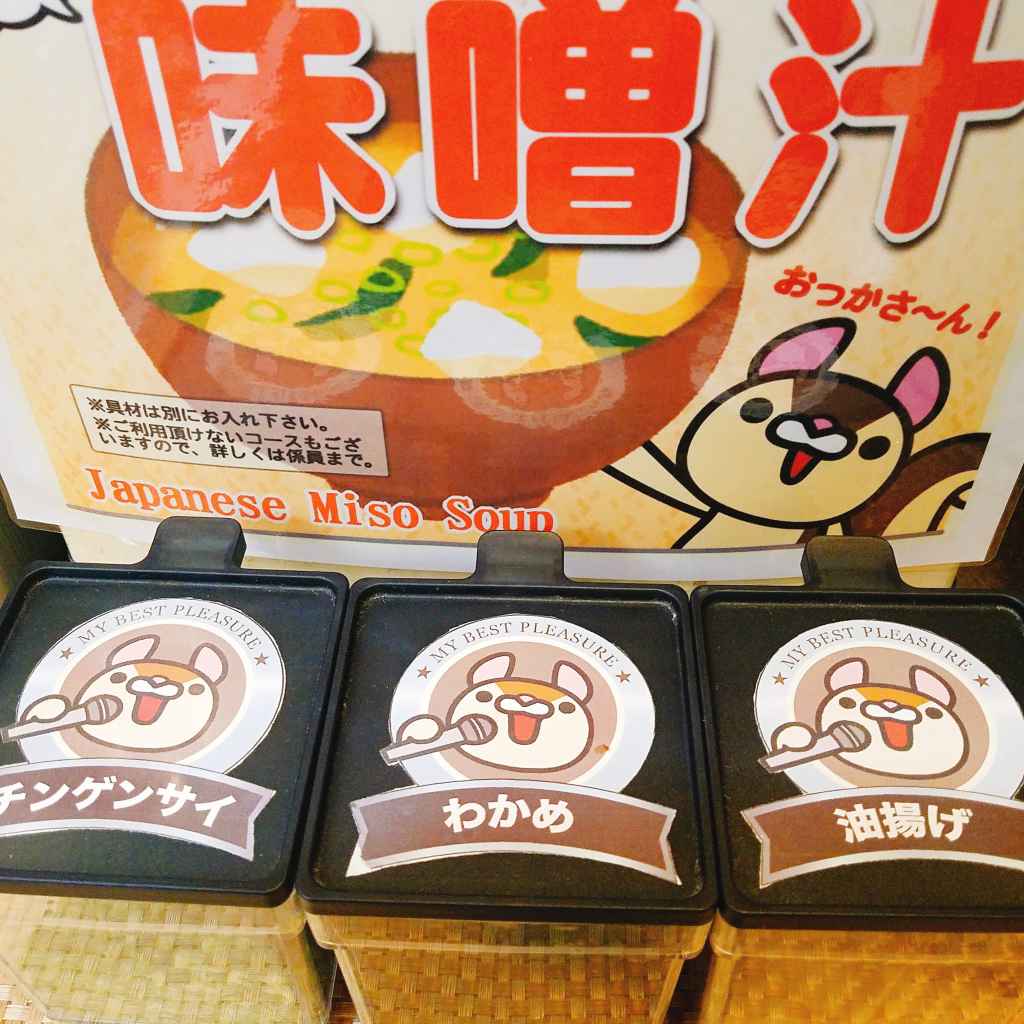 味噌汁
おっかさ〜ん！
※具材は別にお入れ下さい。
※ご利用頂けないコースもござ
いますので、詳しくは係員まで。
Japanese Miso Soup
MY BEST PLEASURE
チンゲンサイ
MY BEST PLEASURE
わかめ
MY BEST PLEASURE
油揚げ